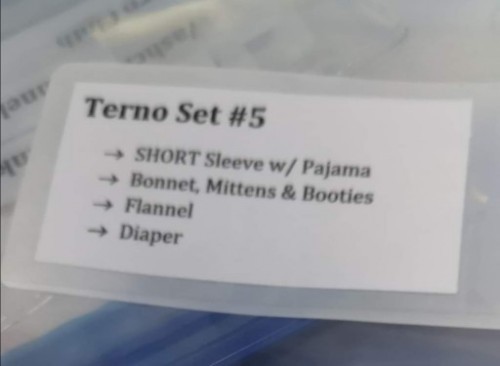 Terno Set #5
→ SHORT Sleeve w/ Pajama
→ Bonnet, Mittens & Booties
→ Flannel
→ Diaper